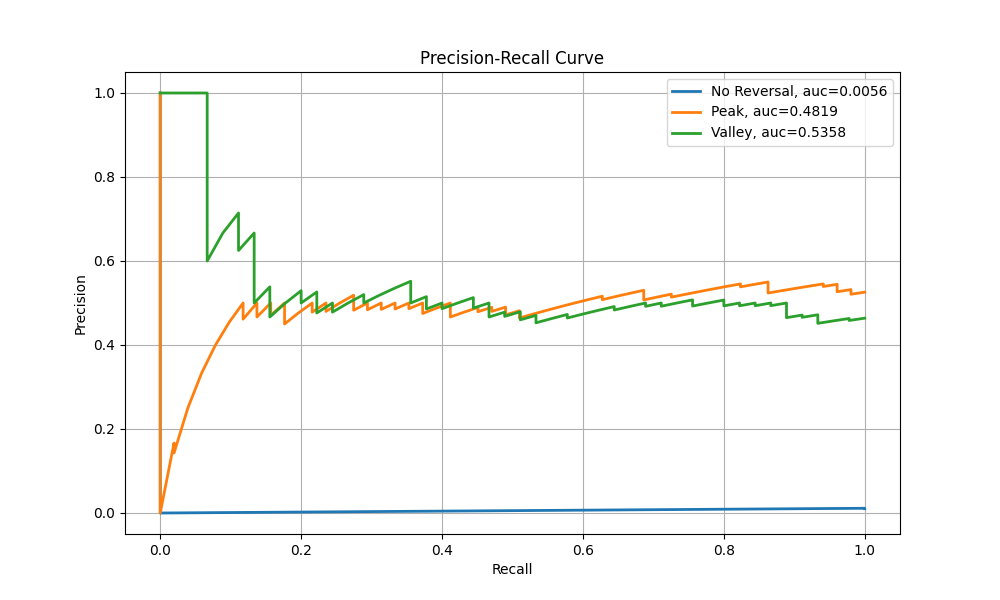 Precision-Recall Curve
No Reversal, auc=0.0056
Peak, auc=0.4819
Valley, auc=0.5358
Precision
1.0
0.8
0.6
0.4
0.2
0.0
0.0 0.2 0.4 0.6 0.8 1.0
Recall